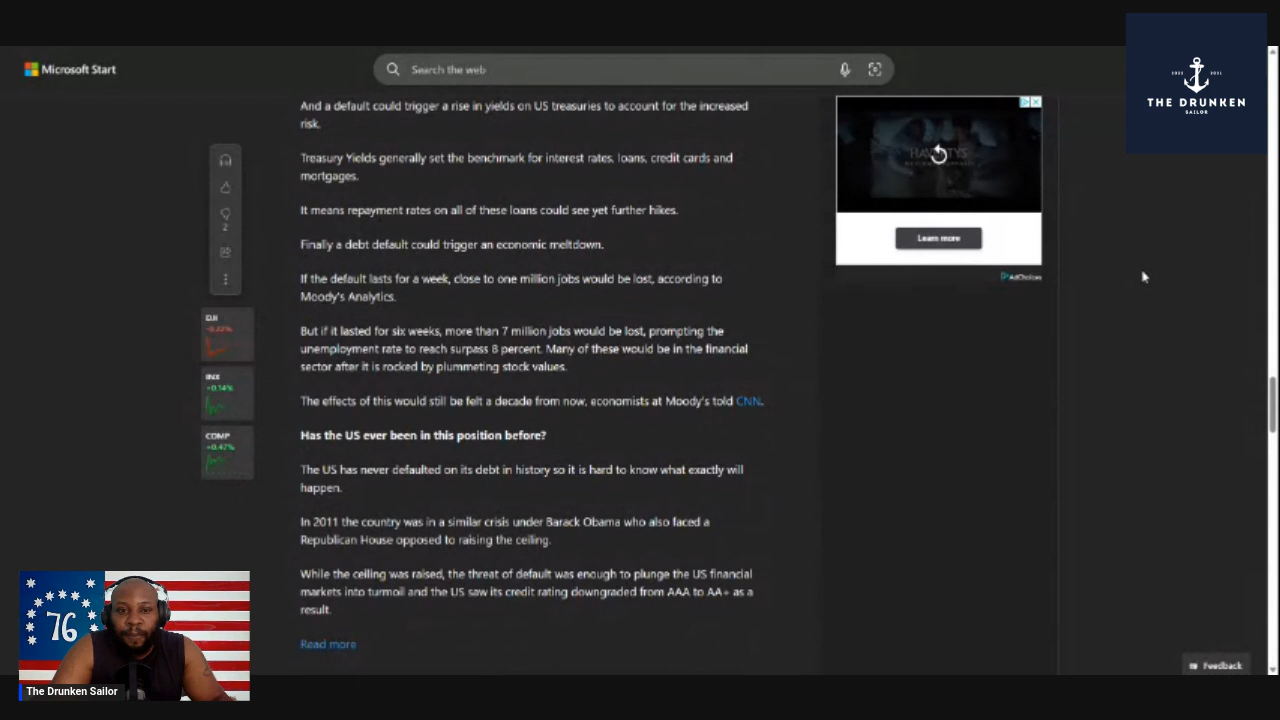 Microsoft Start
Search the web
THE DRUNKEN
SAILOR
And a default could trigger a rise in yields on US treasuries to account for the increased
risk.
Treasury Yields generally set the benchmark for interest rates, loans, credit cards and
mortgages.
It means repayment rates on all of these loans could see yet further hikes.
Finally a debt default could trigger an economic meltdown.
If the default lasts for a week, close to one million jobs would be lost, according to
Moody's Analytics.
But if it lasted for six weeks, more than 7 million jobs would be lost, prompting the
unemployment rate to reach surpass 8 percent. Many of these would be in the financial
sector after it is rocked by plummeting stock values.
The effects of this would still be felt a decade from now, economists at Moody's told CNN.
Has the US ever been in this position before?
The US has never defaulted on its debt in history so it is hard to know what exactly will
happen.
In 2011 the country was in a similar crisis under Barack Obama who also faced a
Republican House opposed to raising the ceiling.
While the ceiling was raised, the threat of default was enough to plunge the US financial
markets into turmoil and the US saw its credit rating downgraded from AAA to AA+ as a
result.
Read more
2
DJI
INX
+0.14%
COMP
+0.47%
Learn more
AdChoices
Feedback
76
The Drunken Sailor